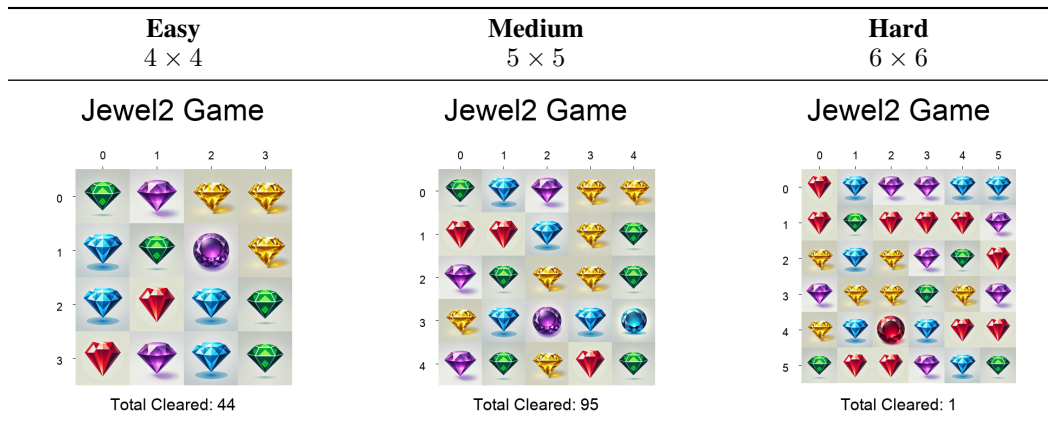 Easy Medium Hard
4 × 4 5 × 5 6 × 6
Jewel2 Game Jewel2 Game Jewel2 Game
0 1 2 3 0 1 2 3 4 0 1 2 3 4 5
0 0 0
1 1 1
2 2 2
3 3 3
4 4
5
Total Cleared: 44 Total Cleared: 95 Total Cleared: 1